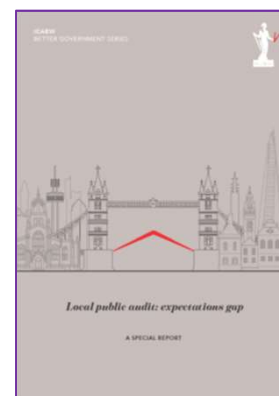 ICAEW
BETTER GOVERNMENT SERIES
Local public audit: expectations gap
A SPECIAL REPORT